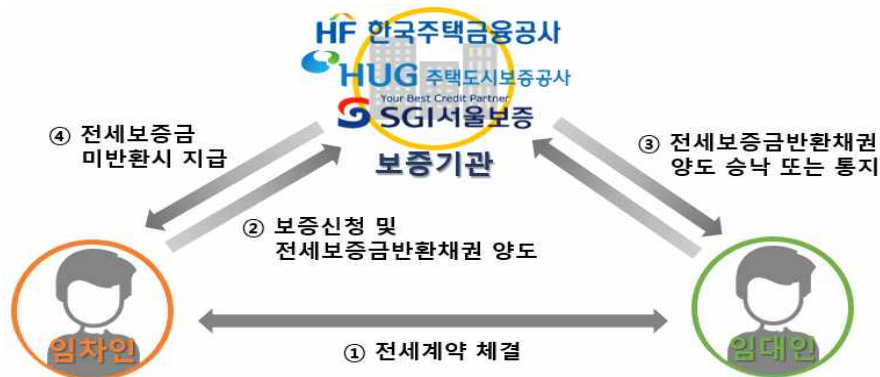 HF 한국주택금융공사
HUG 주택도시보증공사
Your Best Credit Partner
SGI서울보증
보증기관
④ 전세보증금
미반환시 지급
③ 전세보증금반환채권
양도 승낙 또는 통지
② 보증신청 및
전세보증금반환채권 양도
임차인
임대인
① 전세계약 체결